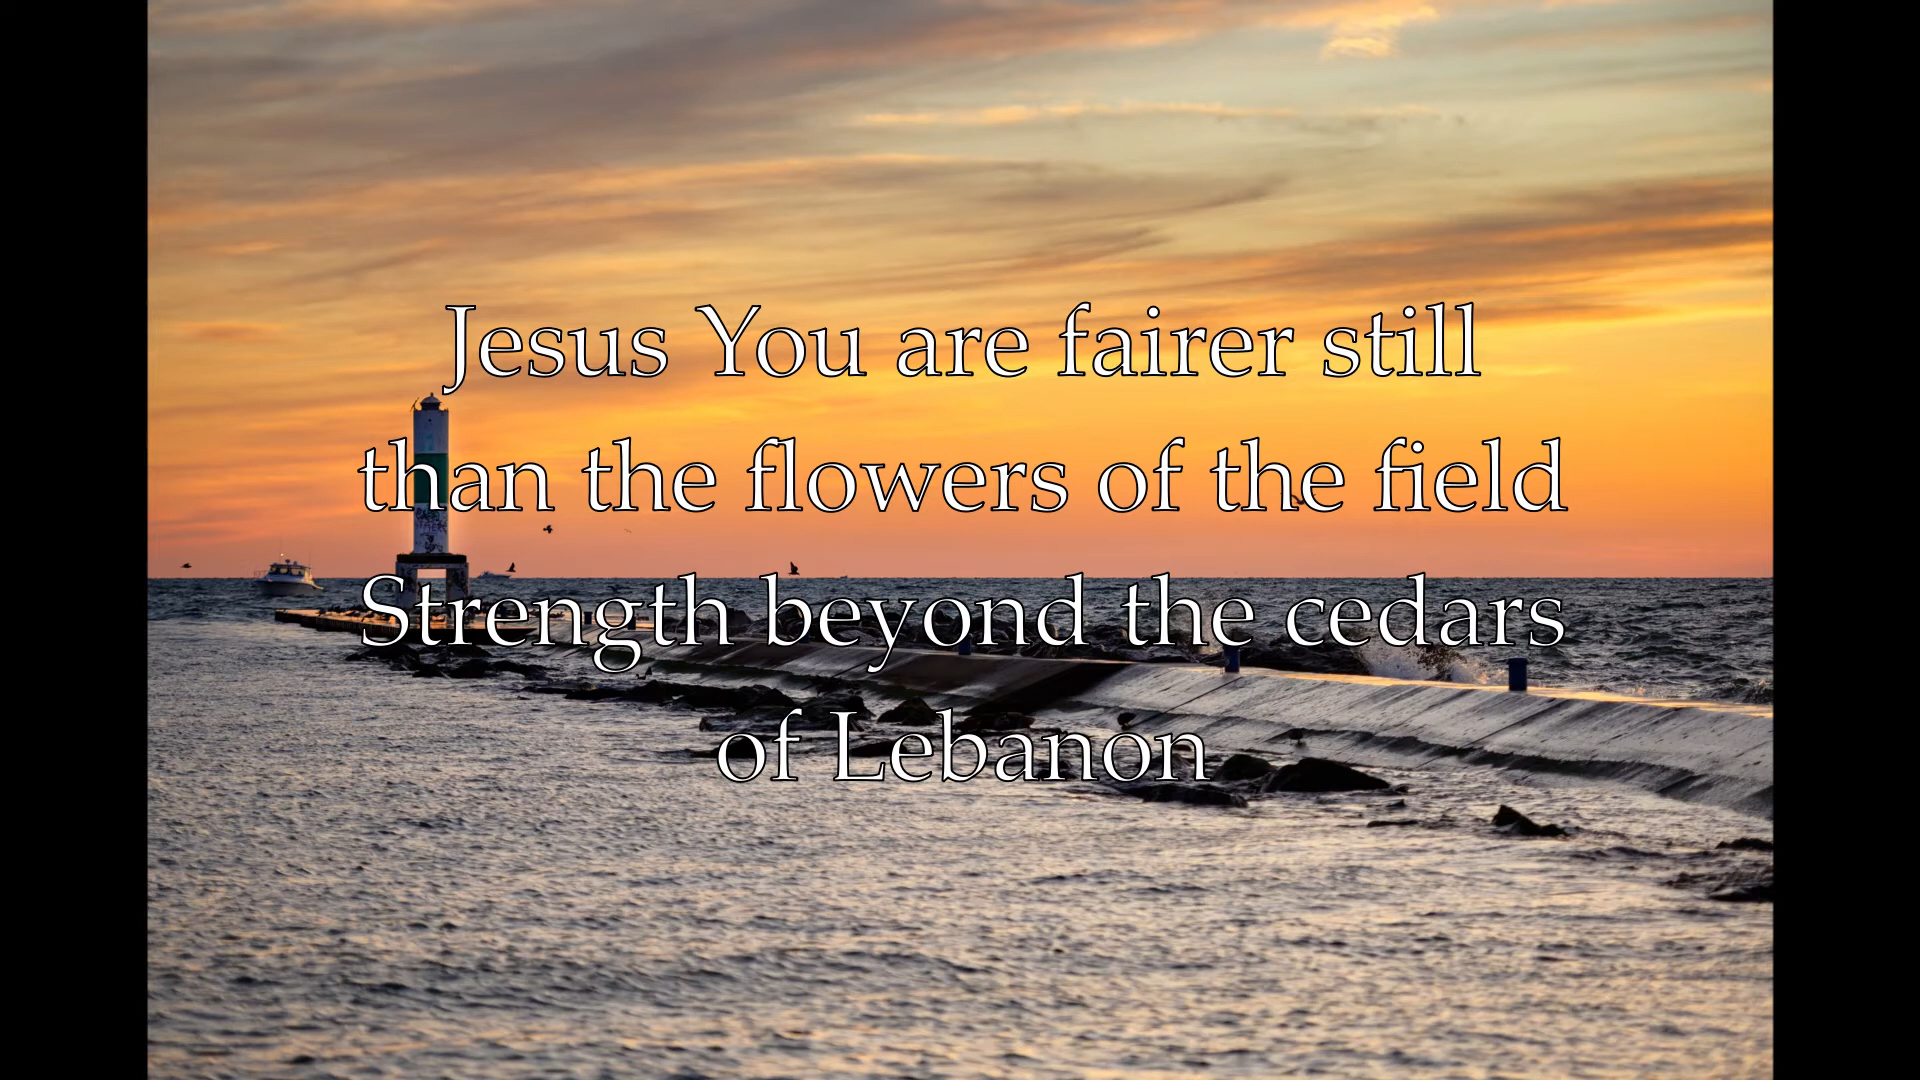 Jesus You are fairer still
than the flowers of the field
Strength beyond the cedars
of Lebanon